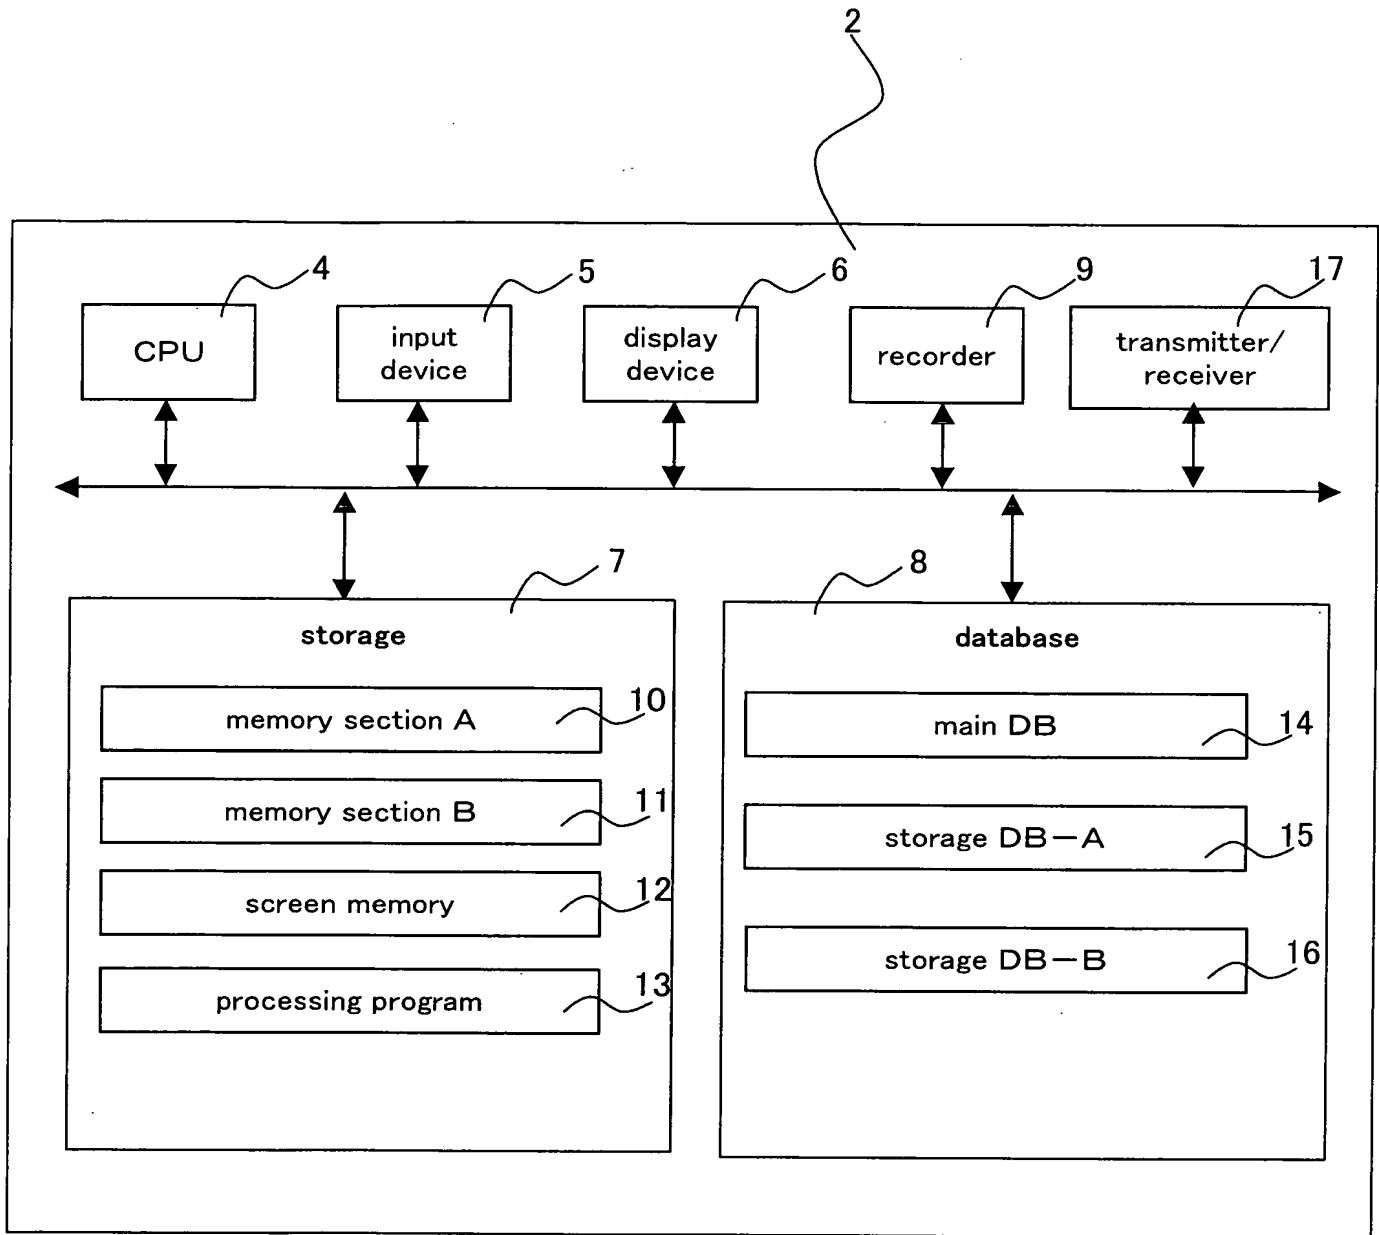 2
4
5
6
9
17
CPU
input
device
display
device
recorder
transmitter/
receiver
7
8
storage
database
memory section A
10
memory section B
11
screen memory
12
processing program
13
main DB
14
storage DB-A
15
storage DB-B
16